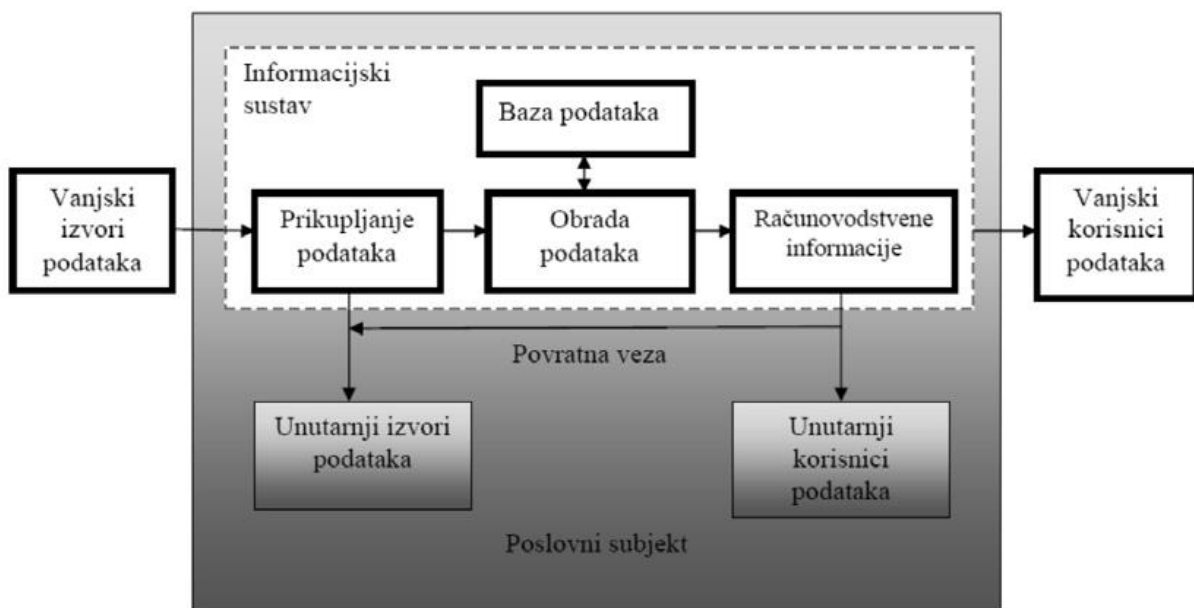 Informacijski
sustav
Baza podataka
Vanjski
izvori
podataka
Prikupljanje
podataka
Obrada
podataka
Računovodstvene
informacije
Vanjski
korisnici
podataka
Povratna veza
Unutarnji izvori
podataka
Unutarnji
korisnici
podataka
Poslovni subjekt